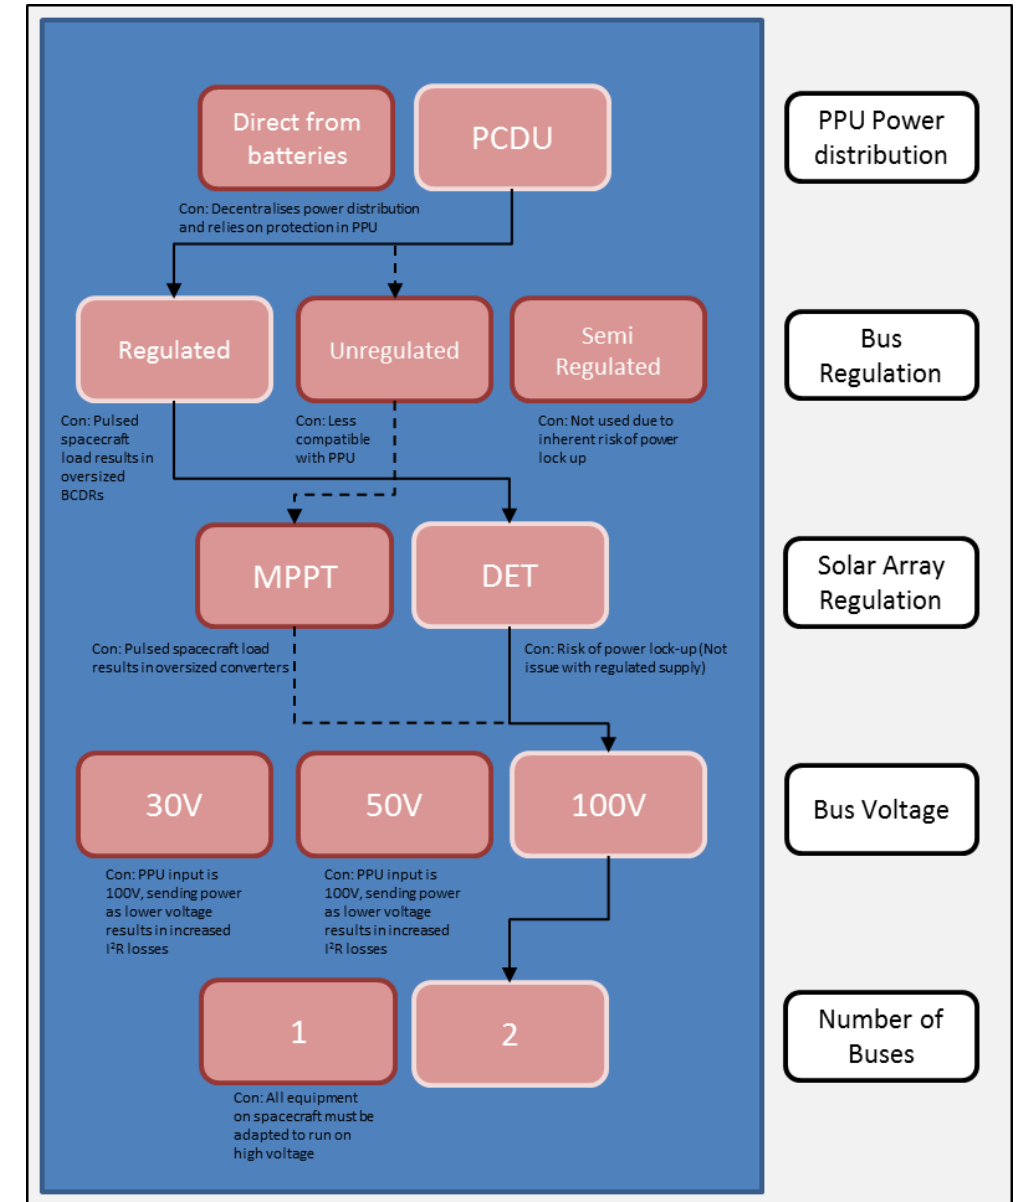 Direct from
batteries
PCDU
PPU Power
distribution
Con: Decentralises power distribution
and relies on protection in PPU
Regulated
Unregulated
Semi
Regulated
Bus
Regulation
Con: Pulsed
spacecraft
load results in
oversized
BCDRs
Con: Less
compatible
with PPU
Con: Not used due to
inherent risk of power
lock up
MPPT
DET
Solar Array
Regulation
Con: Pulsed spacecraft load
results in oversized converters
Con: Risk of power lock-up (Not
issue with regulated supply)
30V
50V
100V
Bus Voltage
Con: PPU input is
100V, sending power
as lower voltage
results in increased
I²R losses
Con: PPU input is
100V, sending power
as lower voltage
results in increased
I²R losses
1
2
Number of
Buses
Con: All equipment
on spacecraft must be
adapted to run on
high voltage